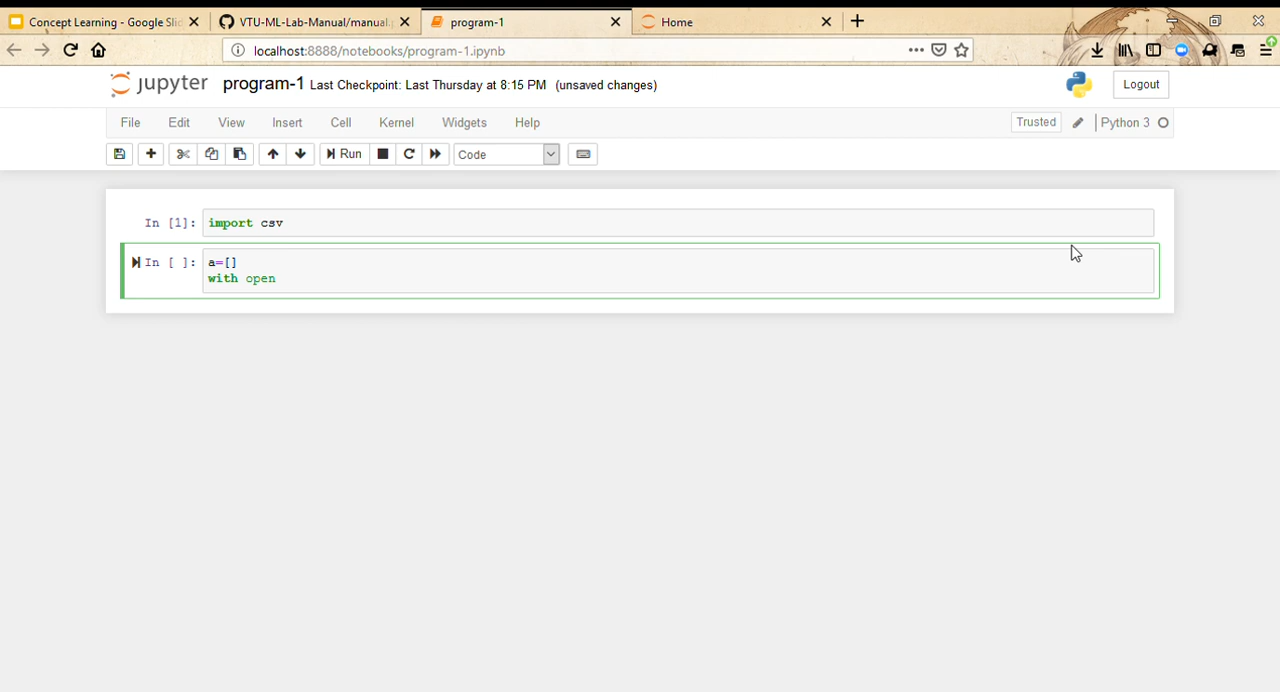 Concept Learning - Google Slid
VTU-ML-Lab-Manual/manual.
program-1
Home
localhost:8888/notebooks/program-1.ipynb
jupyter program-1 Last Checkpoint: Last Thursday at 8:15 PM (unsaved changes) Logout
File Edit View Insert Cell Kernel Widgets Help Trusted Python 3
Run Code
In [1]: import csv
In [ ]: a=[]
with open